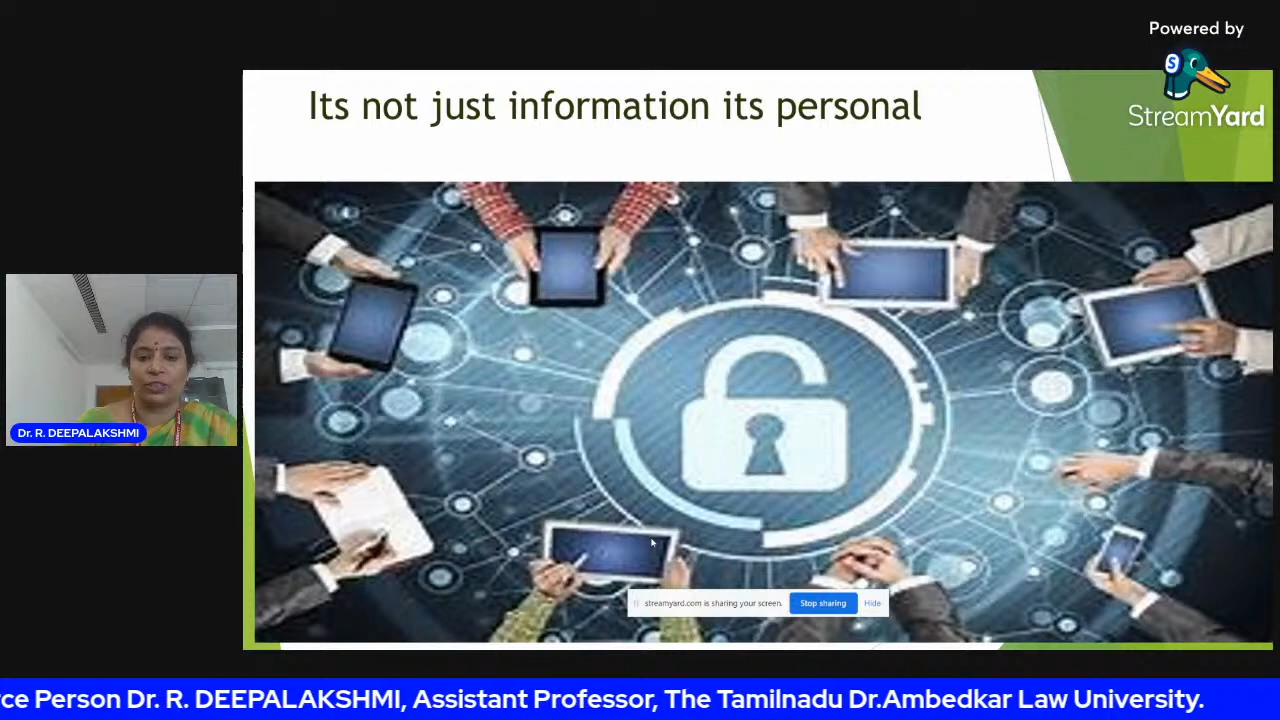 Powered by
StreamYard
Its not just information its personal
Dr. R. DEEPALAKSHMI
streamyard.com is sharing your screen.
Stop sharing
Hide
rce Person Dr. R. DEEPALAKSHMI, Assistant Professor, The Tamilnadu Dr.Ambedkar Law University.